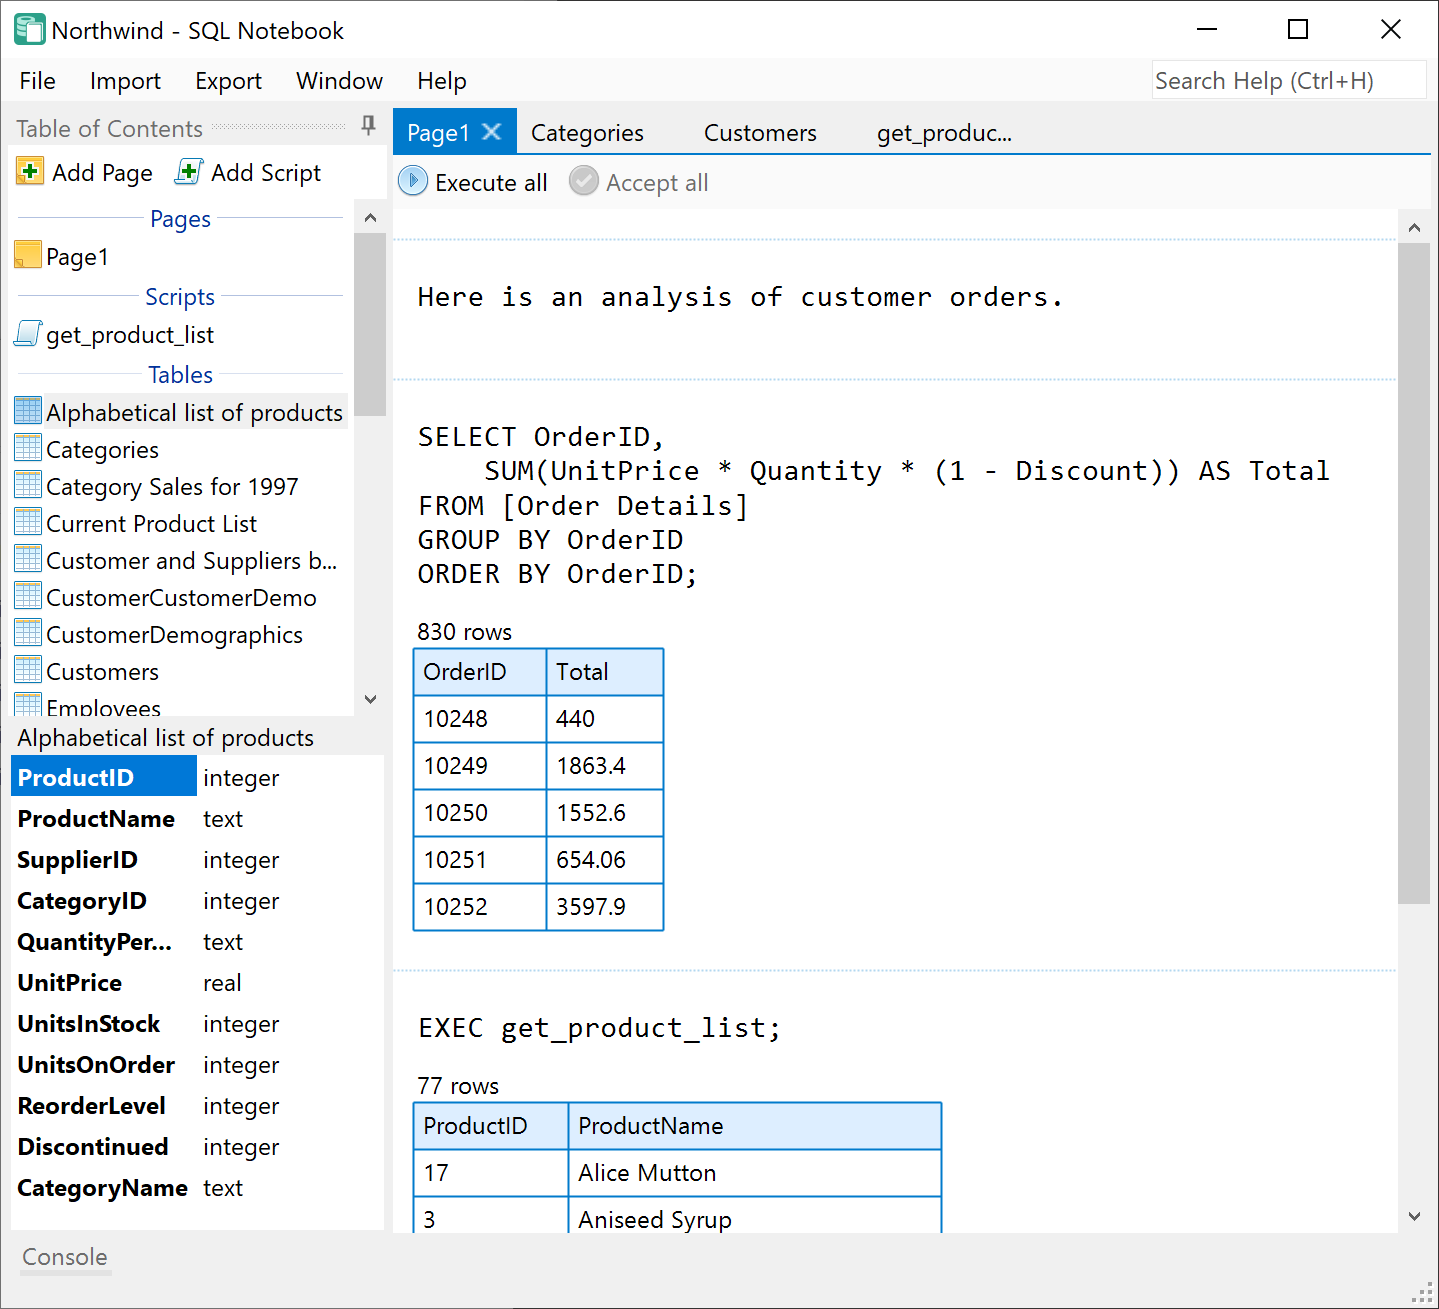 Northwind - SQL Notebook
File Import Export Window Help Search Help (Ctrl+H)
Table of Contents
Add Page Add Script
Pages
Page1
Scripts
get_product_list
Tables
Alphabetical list of products
Categories
Category Sales for 1997
Current Product List
Customer and Suppliers b...
CustomerCustomerDemo
CustomerDemographics
Customers
Employees
Alphabetical list of products
ProductID integer
ProductName text
SupplierID integer
CategoryID integer
QuantityPer... text
UnitPrice real
UnitsInStock integer
UnitsOnOrder integer
ReorderLevel integer
Discontinued integer
CategoryName text
Console
Page1 Categories Customers get_produc...
Execute all Accept all
Here is an analysis of customer orders.
SELECT OrderID,
    SUM(UnitPrice * Quantity * (1 - Discount)) AS Total
FROM [Order Details]
GROUP BY OrderID
ORDER BY OrderID;
830 rows
OrderID Total
10248 440
10249 1863.4
10250 1552.6
10251 654.06
10252 3597.9
EXEC get_product_list;
77 rows
ProductID ProductName
17 Alice Mutton
3 Aniseed Syrup